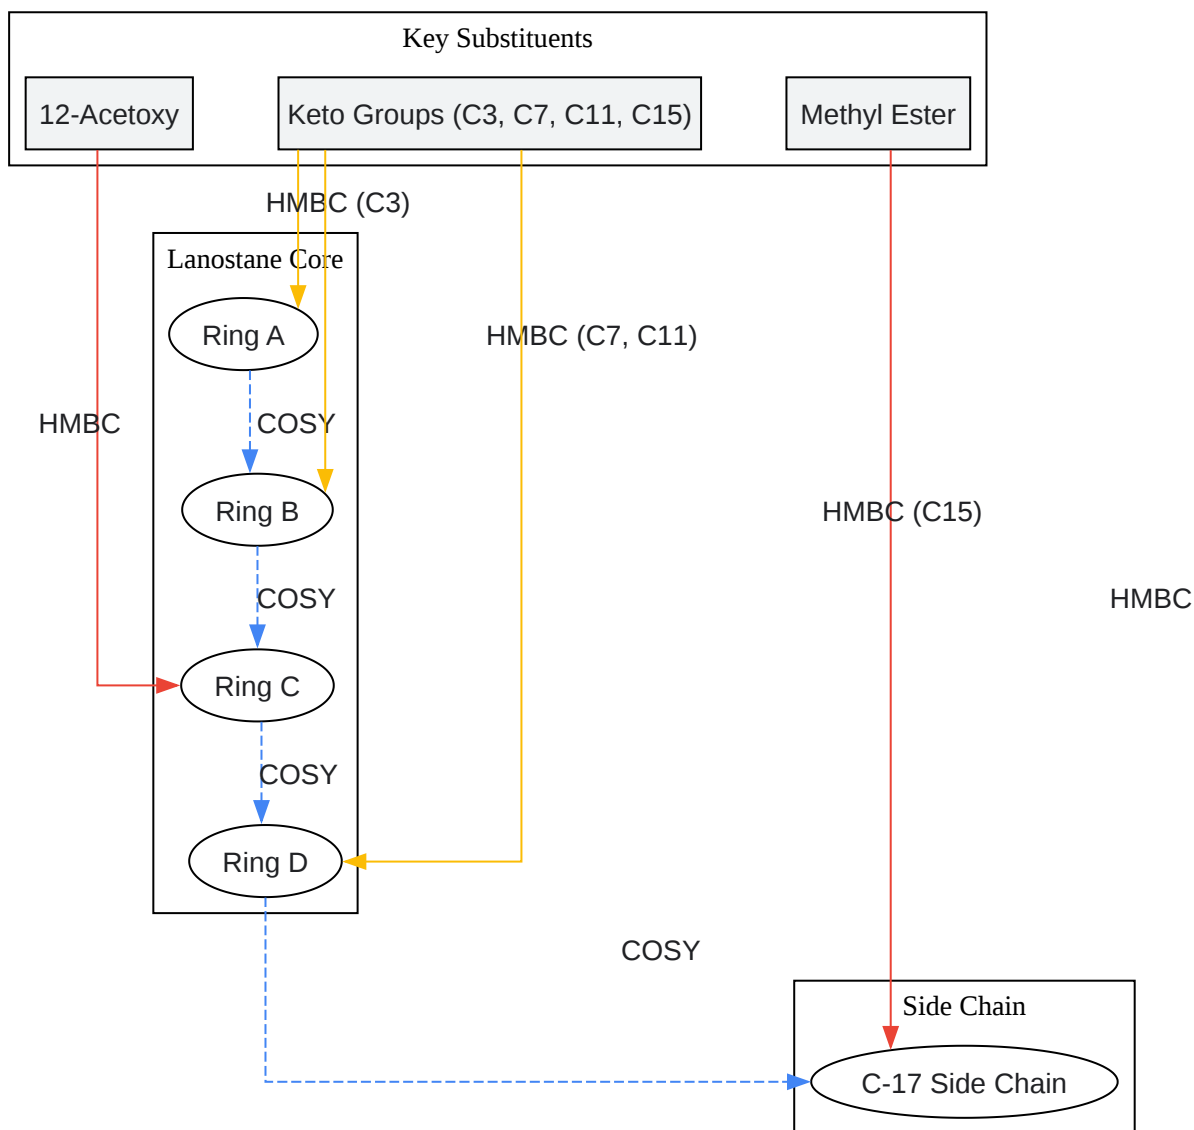 Key Substituents
12-Acetoxy
Keto Groups (C3, C7, C11, C15)
Methyl Ester
HMBC (C3)
Lanostane Core
Ring A
HMBC (C7, C11)
HMBC
COSY
Ring B
HMBC (C15)
COSY
HMBC
Ring C
COSY
Ring D
COSY
Side Chain
C-17 Side Chain